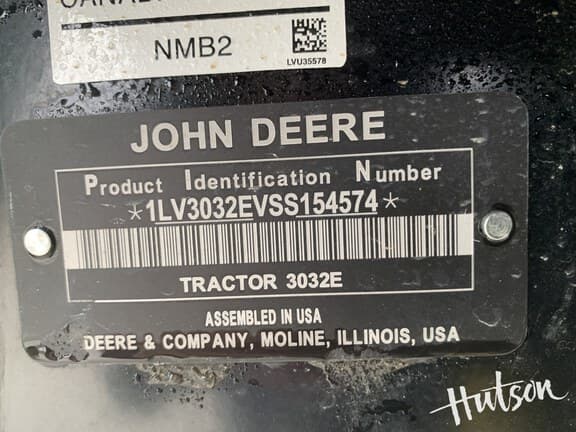 NMB2
LVU35578
JOHN DEERE
Product Identification Number
*1LV3032EVSS154574*
TRACTOR 3032E
ASSEMBLED IN USA
DEERE & COMPANY, MOLINE, ILLINOIS, USA
Hutson